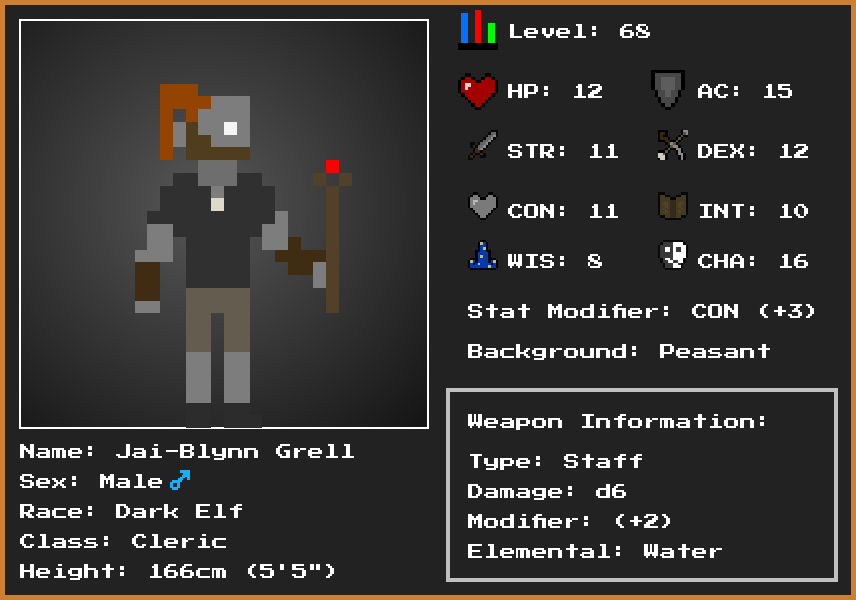 Level: 68
HP: 12 AC: 15
STR: 11 DEX: 12
CON: 11 INT: 10
WIS: 8 CHA: 16
Stat Modifier: CON (+3)
Background: Peasant
Weapon Information:
Type: Staff
Damage: d6
Modifier: (+2)
Elemental: Water
Name: Jai-Blynn Grell
Sex: Male♂
Race: Dark Elf
Class: Cleric
Height: 166cm (5'5")